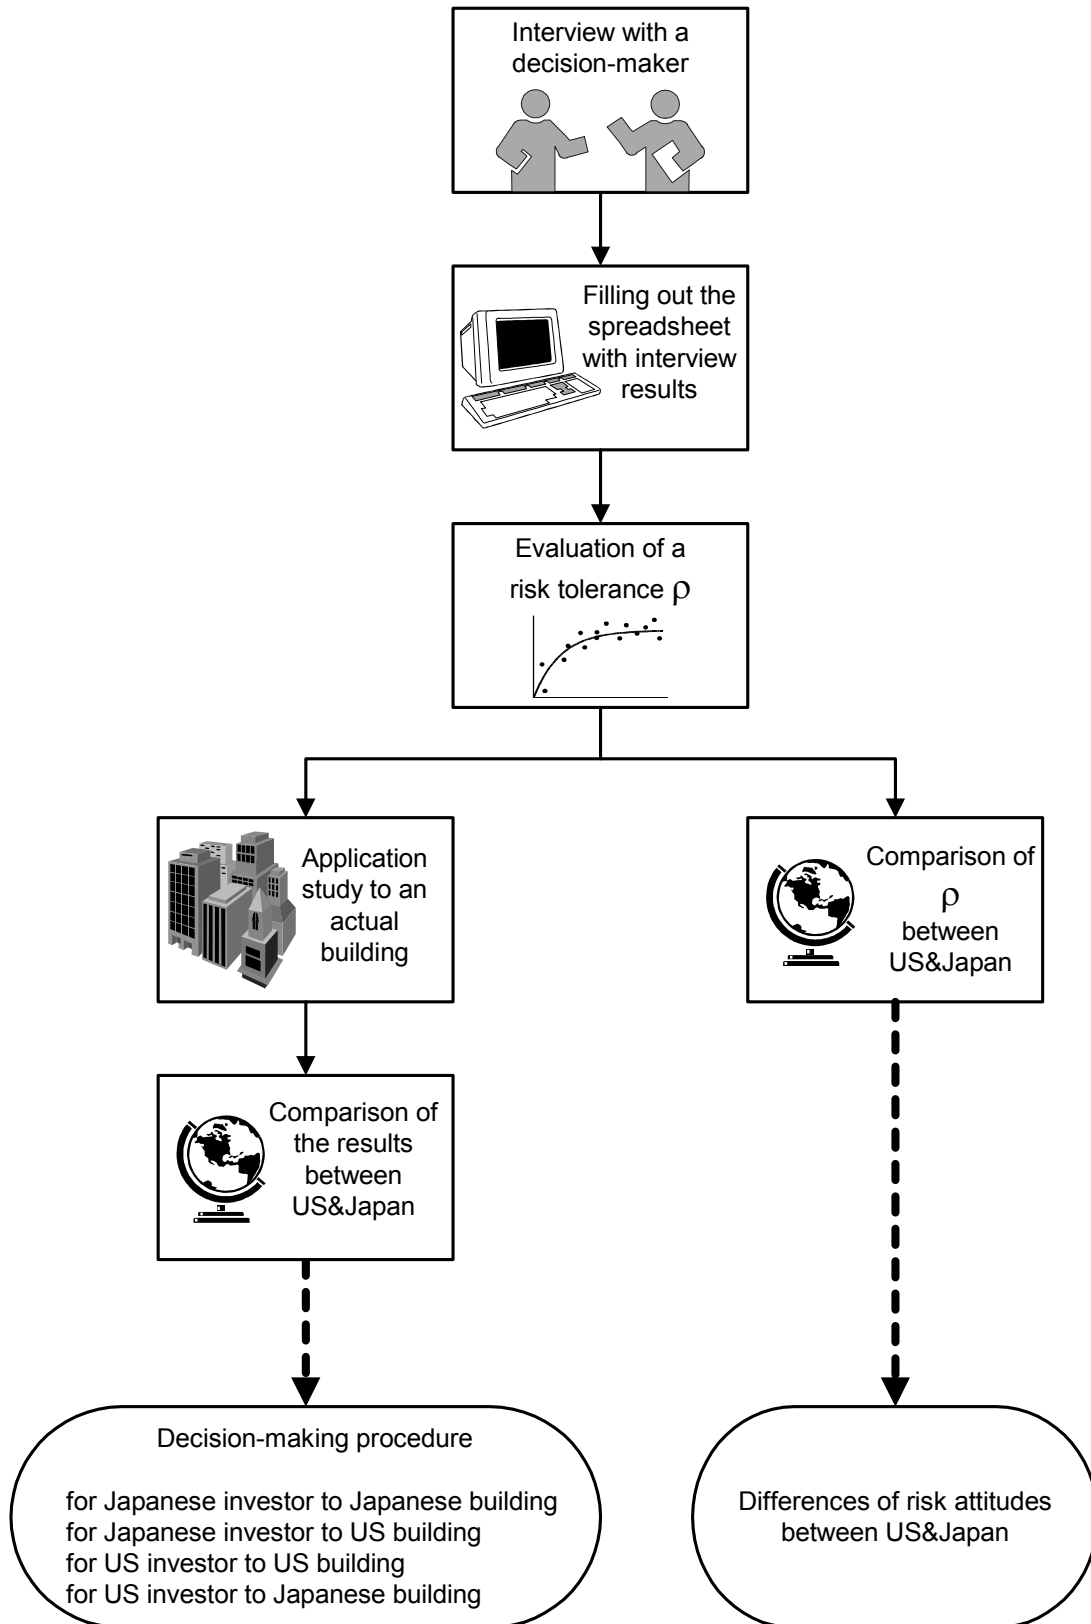 Interview with a
decision-maker
Filling out the
spreadsheet
with interview
results
Evaluation of a
risk tolerance ρ
Application
study to an
actual
building
Comparison of
ρ
between
US&Japan
Comparison of
the results
between
US&Japan
Decision-making procedure
for Japanese investor to Japanese building
for Japanese investor to US building
for US investor to US building
for US investor to Japanese building
Differences of risk attitudes
between US&Japan